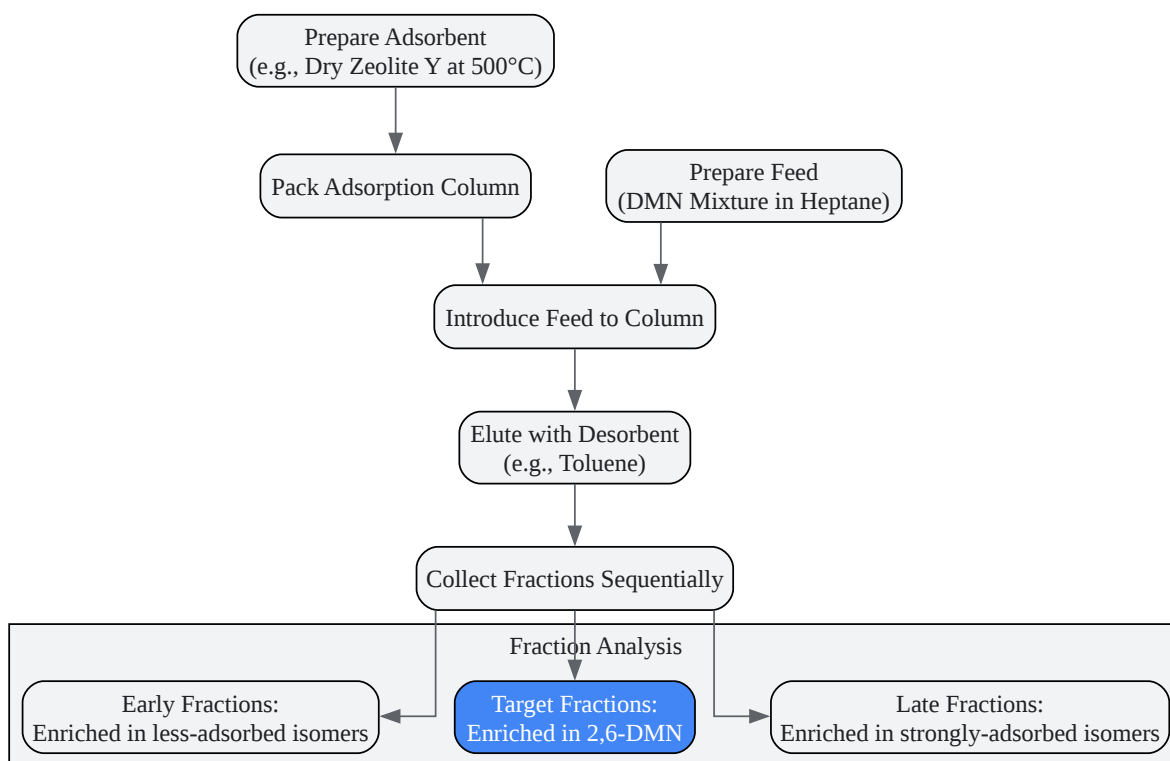 Prepare Adsorbent
(e.g., Dry Zeolite Y at 500°C)
Pack Adsorption Column
Prepare Feed
(DMN Mixture in Heptane)
Introduce Feed to Column
Elute with Desorbent
(e.g., Toluene)
Collect Fractions Sequentially
Fraction Analysis
Early Fractions:
Enriched in less-adsorbed isomers
Target Fractions:
Enriched in 2,6-DMN
Late Fractions:
Enriched in strongly-adsorbed isomers